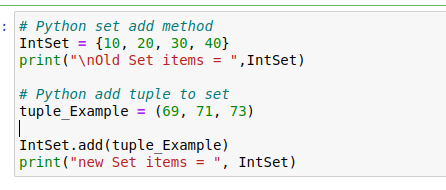 :
# Python set add method
IntSet = {10, 20, 30, 40}
print("\nOld Set items = ",IntSet)
# Python add tuple to set
tuple_Example = (69, 71, 73)
IntSet.add(tuple_Example)
print("new Set items = ", IntSet)